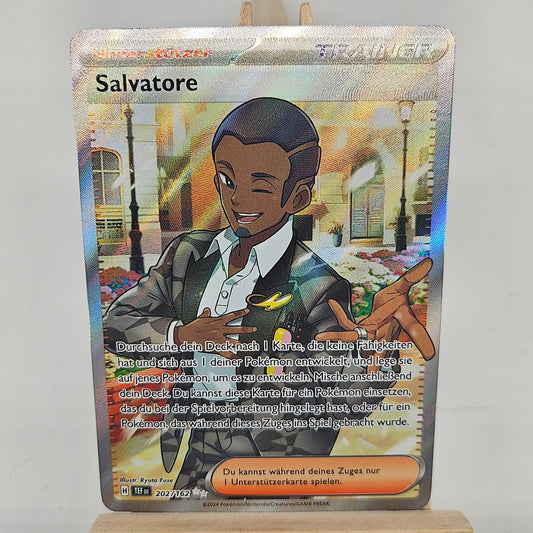 Unterstützer TRAINER
Salvatore
Durchsuche dein Deck nach 1 Karte, die keine Fähigkeiten
hat und sich aus 1 deiner Pokémon entwickelt, und lege sie
auf jenes Pokémon, um es zu entwickeln. Mische anschließend
dein Deck. Du kannst diese Karte für ein Pokémon einsetzen,
das du bei der Spielvorbereitung hingelegt hast, oder für ein
Pokémon, das während dieses Zuges ins Spiel gebracht wurde.
Illustr. Ryuta Fuse
Du kannst während deines Zuges nur
1 Unterstützerkarte spielen.
H TEF DE 202/162
©2024 Pokémon/Nintendo/Creatures/GAME FREAK